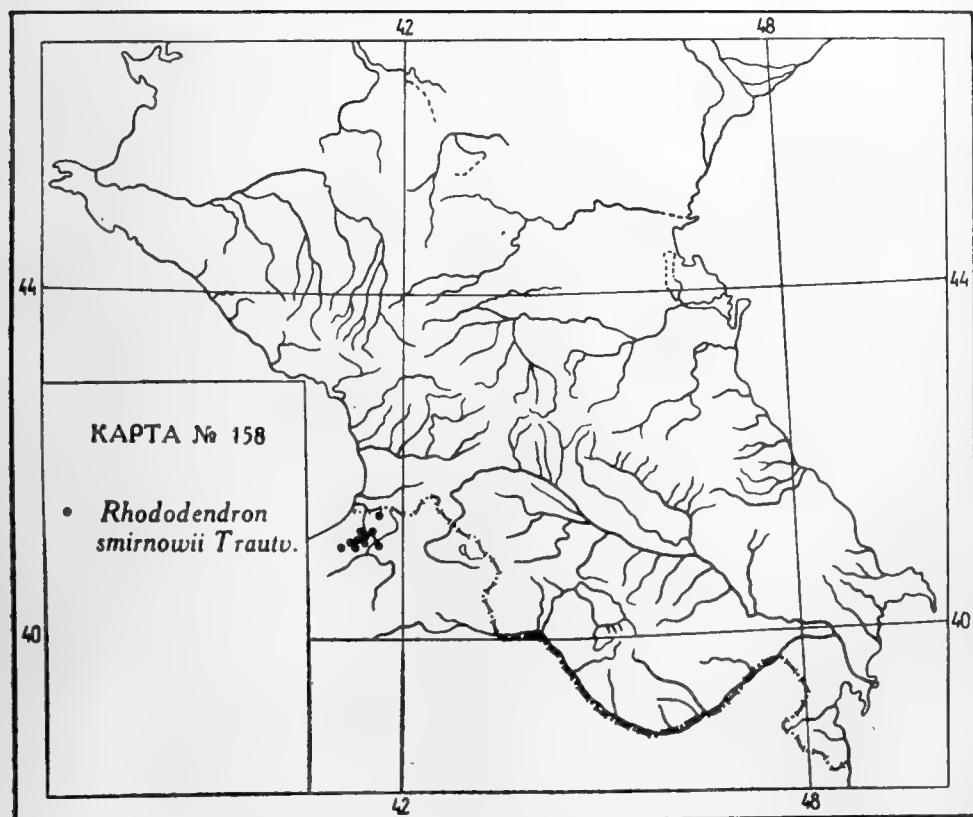 42 48
44 44
КАРТА № 158
Rhododendron
smirnowii Trautv.
40 40
42 48